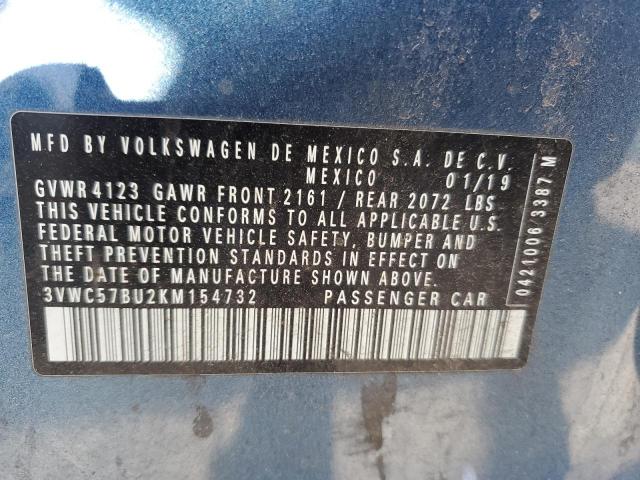 MFD BY VOLKSWAGEN DE MEXICO S.A. DE C.V.
MEXICO 01/19
GVWR 4123 GAWR FRONT 2161 / REAR 2072 LBS
THIS VEHICLE CONFORMS TO ALL APPLICABLE U.S.
FEDERAL MOTOR VEHICLE SAFETY, BUMPER AND
THEFT PREVENTION STANDARDS IN EFFECT ON
THE DATE OF MANUFACTURE SHOWN ABOVE.
3VWC57BU2KM154732 PASSENGER CAR
0421006 3387 M